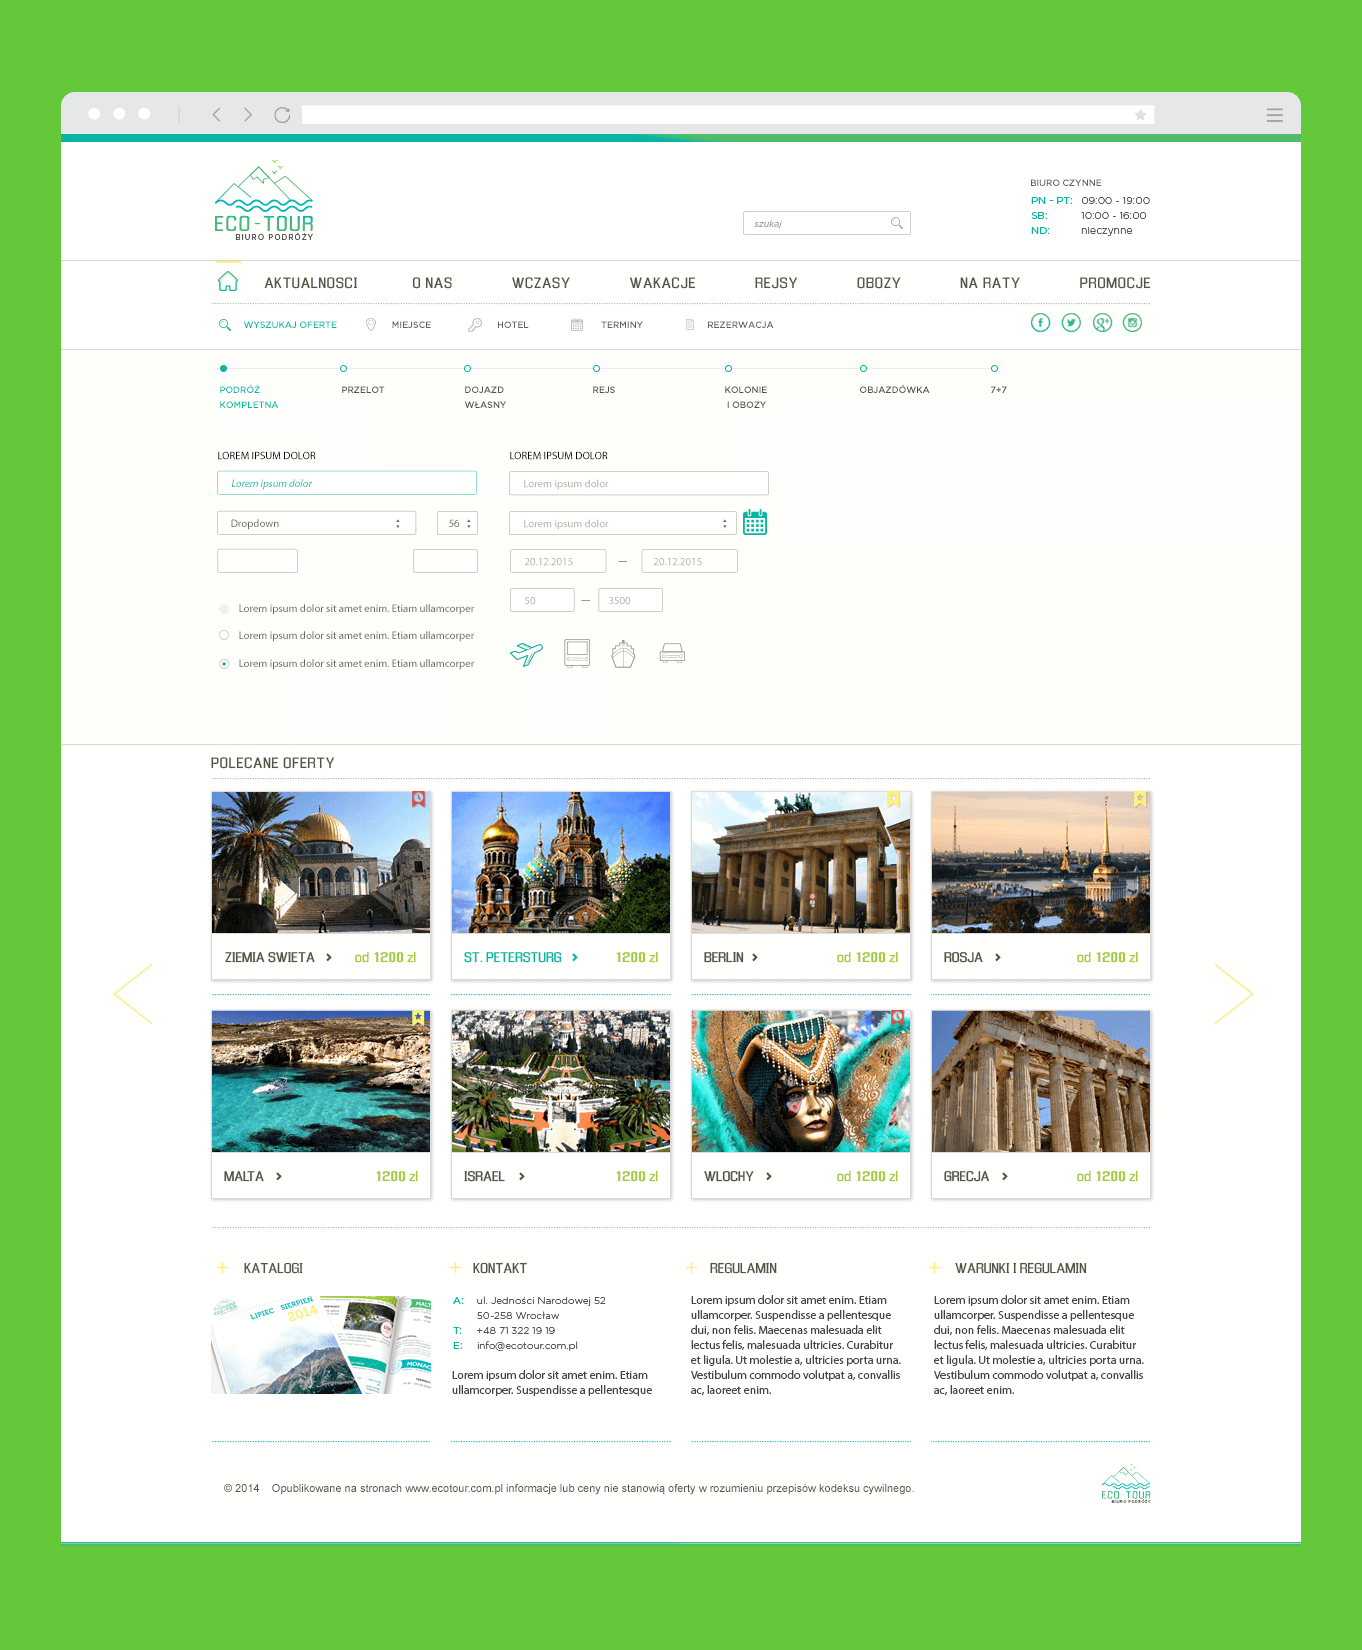 ECO-TOUR
BIURO PODRÓŻY
szukaj
BIURO CZYNNE
PN - PT: 09:00 - 19:00
SB: 10:00 - 16:00
ND: nieczynne
AKTUALNOSCI O NAS WCZASY WAKACJE REJSY OBOZY NA RATY PROMOCJE
WYSZUKAJ OFERTE MIEJSCE HOTEL TERMINY REZERWACJA
PODRÓŻ KOMPLETNA
PRZELOT
DOJAZD WŁASNY
REJS
KOLONIE I OBOZY
OBJAZDÓWKA
7+7
LOREM IPSUM DOLOR
Lorem ipsum dolor
Dropdown 56
Lorem ipsum dolor sit amet enim. Etiam ullamcorper
Lorem ipsum dolor sit amet enim. Etiam ullamcorper
Lorem ipsum dolor sit amet enim. Etiam ullamcorper
LOREM IPSUM DOLOR
Lorem ipsum dolor
Lorem ipsum dolor
20.12.2015 — 20.12.2015
50 — 3500
POLECANE OFERTY
ZIEMIA SWIETA od 1200 zl
ST. PETERSTURG 1200 zl
BERLIN od 1200 zl
ROSJA od 1200 zl
MALTA 1200 zl
ISRAEL 1200 zl
WLOCHY od 1200 zl
GRECJA od 1200 zl
KATALOGI
LIPIEC SIERPIEŃ
2014
MALT
MONAC
KONTAKT
A: ul. Jedności Narodowej 52
50-258 Wrocław
T: +48 71 322 19 19
E: info@ecotour.com.pl
Lorem ipsum dolor sit amet enim. Etiam
ullamcorper. Suspendisse a pellentesque
REGULAMIN
Lorem ipsum dolor sit amet enim. Etiam
ullamcorper. Suspendisse a pellentesque
dui, non felis. Maecenas malesuada elit
lectus felis, malesuada ultricies. Curabitur
et ligula. Ut molestie a, ultricies porta urna.
Vestibulum commodo volutpat a, convallis
ac, laoreet enim.
WARUNKI I REGULAMIN
Lorem ipsum dolor sit amet enim. Etiam
ullamcorper. Suspendisse a pellentesque
dui, non felis. Maecenas malesuada elit
lectus felis, malesuada ultricies. Curabitur
et ligula. Ut molestie a, ultricies porta urna.
Vestibulum commodo volutpat a, convallis
ac, laoreet enim.
© 2014 Opublikowane na stronach www.ecotour.com.pl informacje lub ceny nie stanowią oferty w rozumieniu przepisów kodeksu cywilnego.
ECO-TOUR
BIURO PODRÓŻY